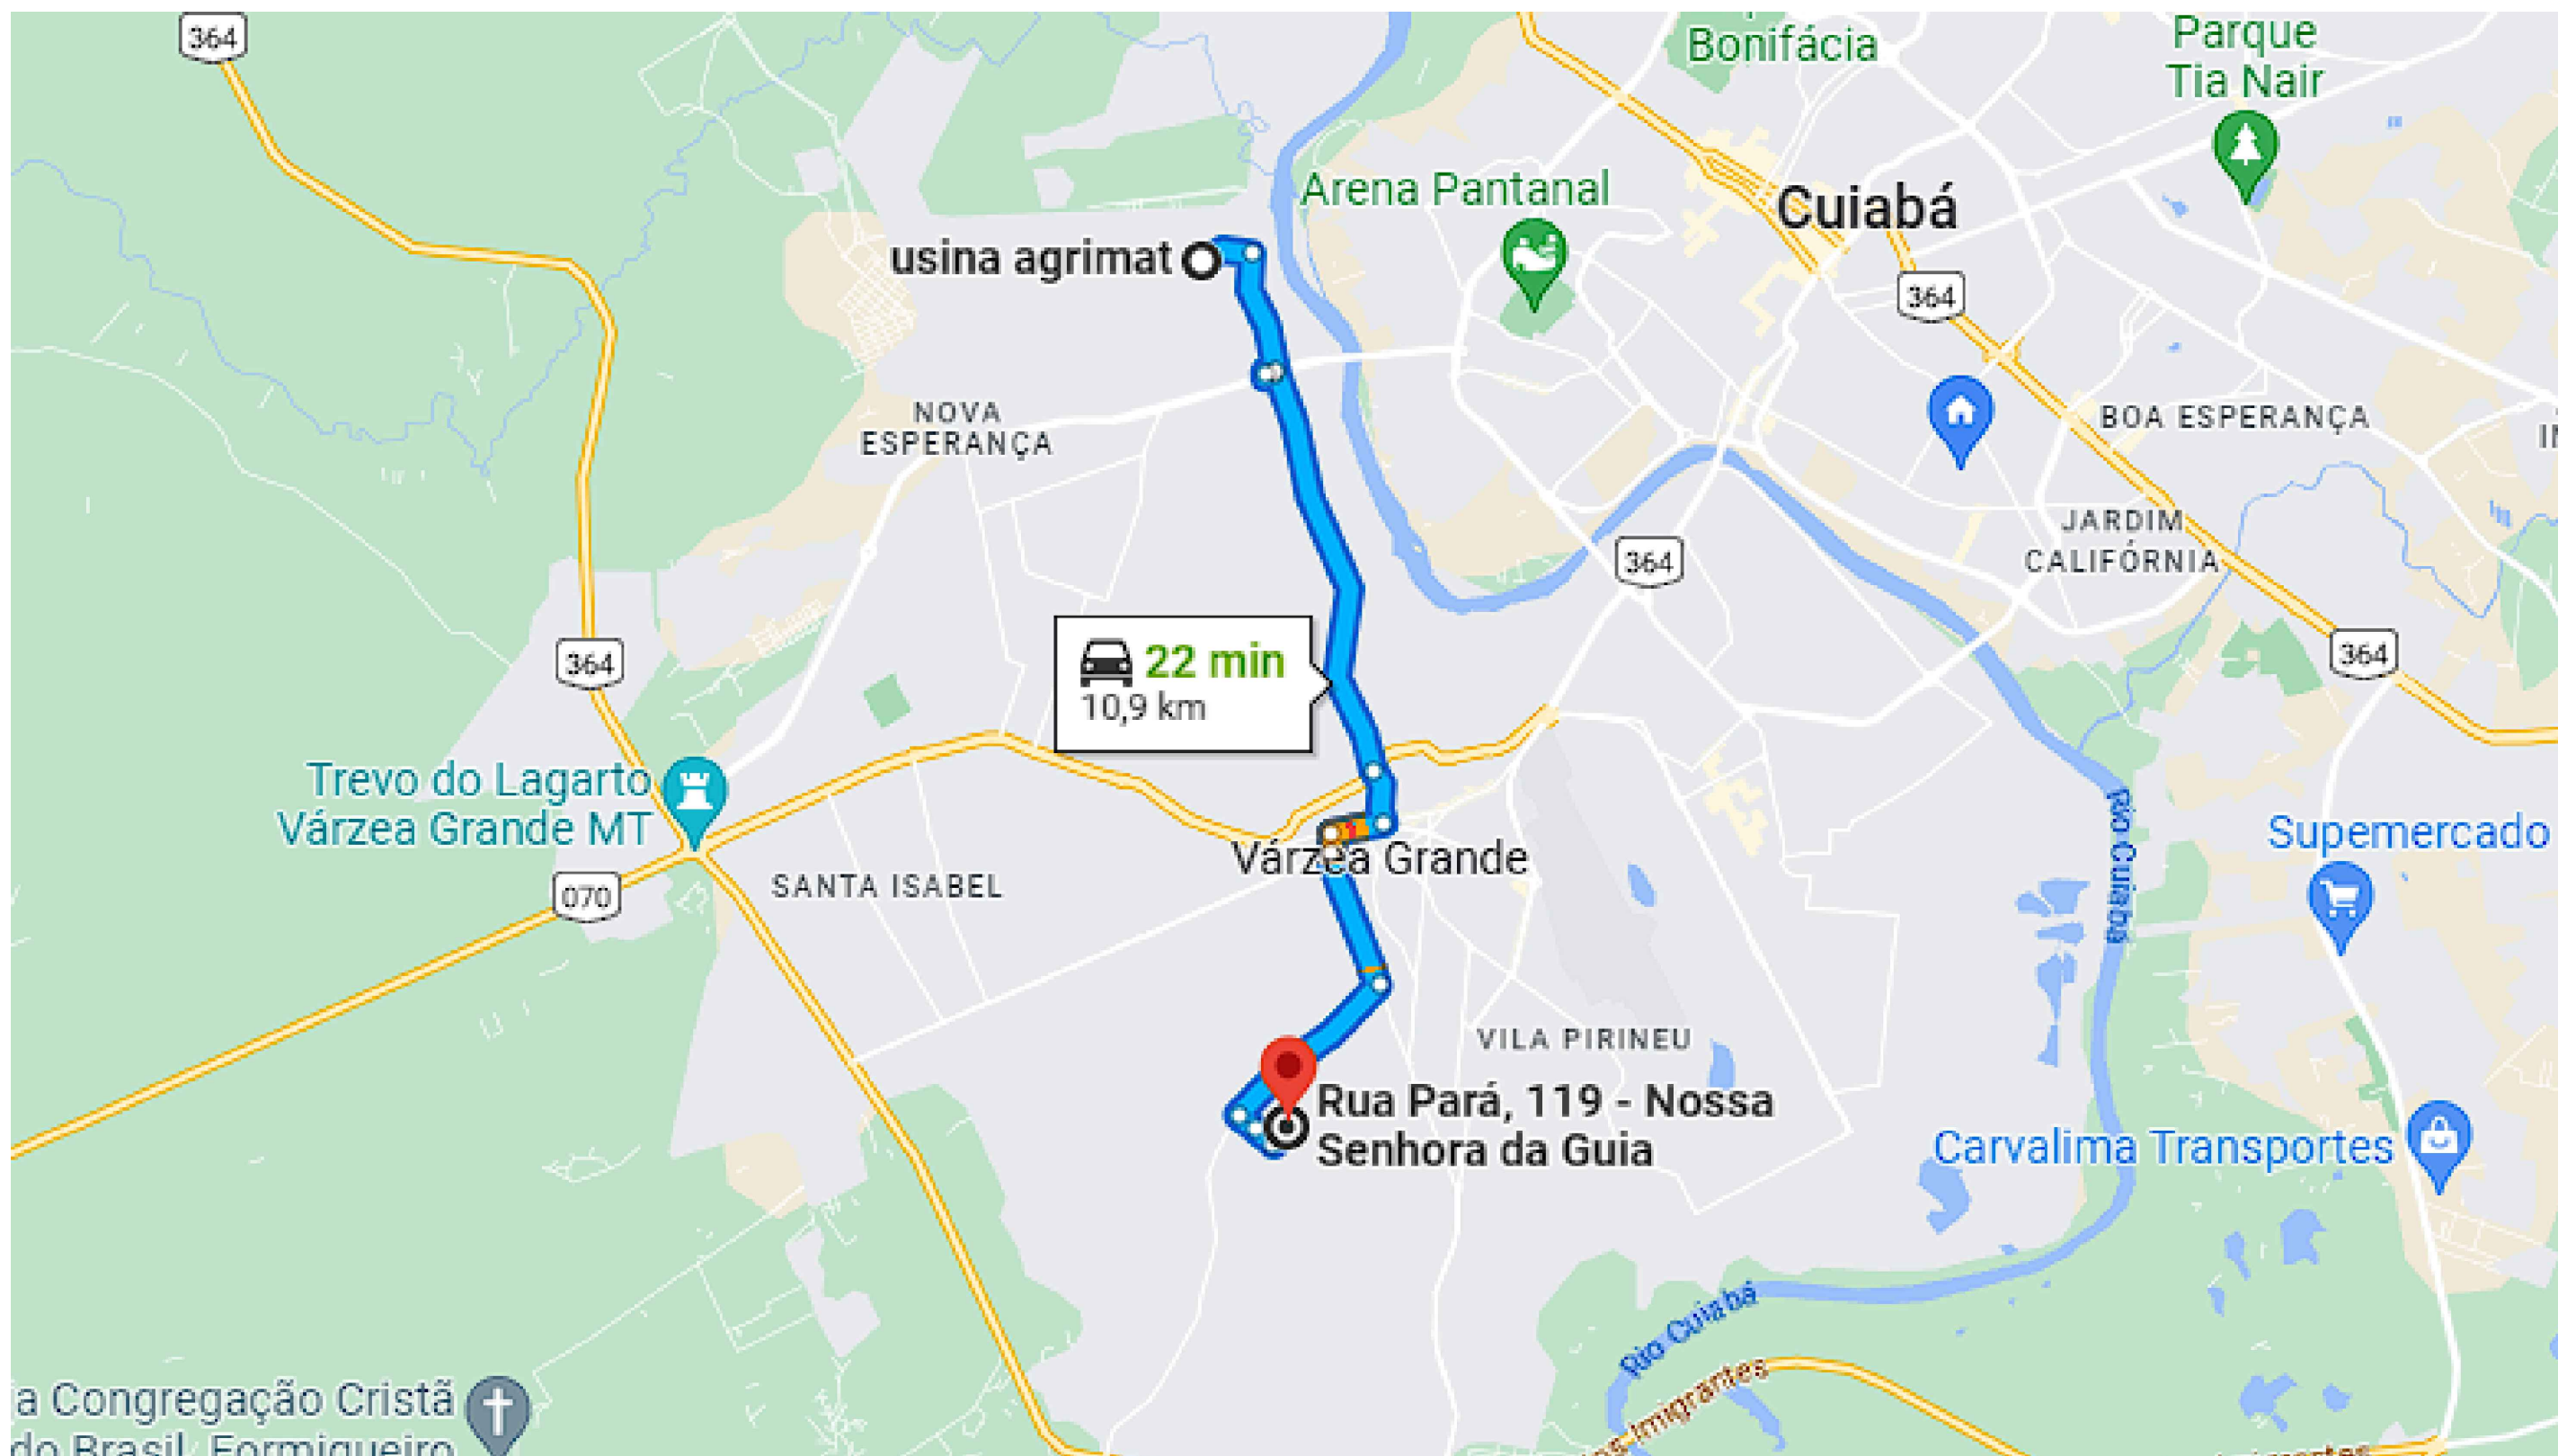 364
Bonifácia
Parque
Tia Nair
Arena Pantanal
Cuiabá
usina agrimat
364
NOVA
ESPERANÇA
BOA ESPERANÇA
JARDIM
CALIFÓRNIA
364
364
364
22 min
10,9 km
Trevo do Lagarto
Várzea Grande MT
Rio Cuiabá
Supermercado
Várzea Grande
SANTA ISABEL
070
VILA PIRINEU
Rua Pará, 119 - Nossa
Senhora da Guia
Carvalima Transportes
Rio Cuiabá
Imigrantes
a Congregação Cristã
do Brasil, Formigueiro